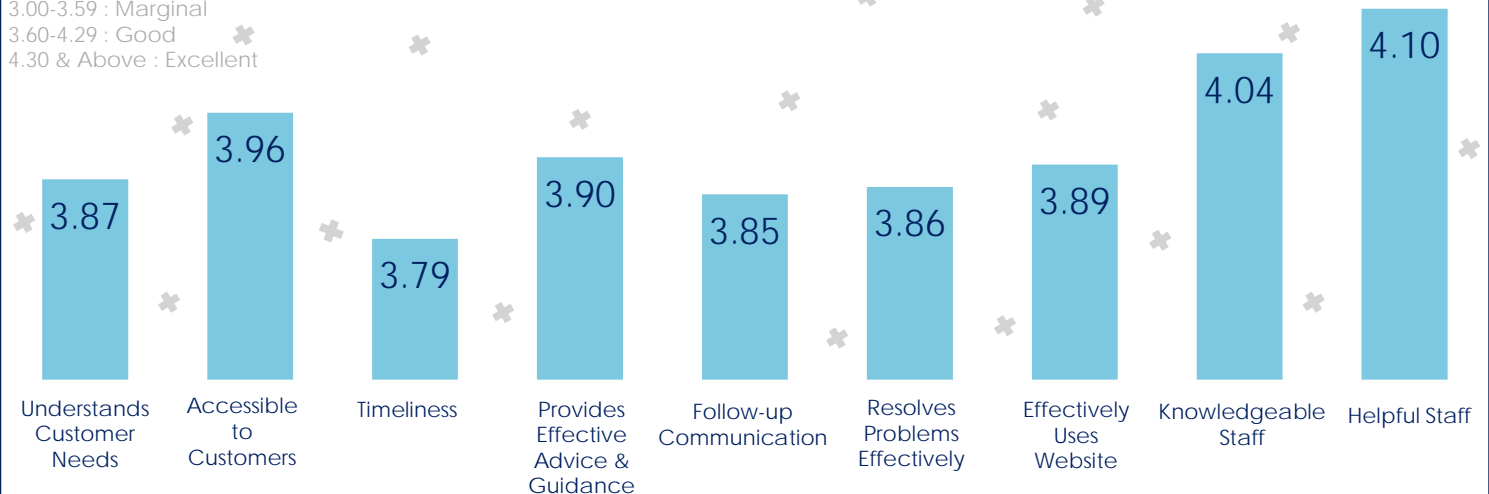 3.00-3.59 : Marginal
3.60-4.29 : Good
4.30 & Above : Excellent
3.87
3.96
3.79
3.90
3.85
3.86
3.89
4.04
4.10
Understands
Customer
Needs
Accessible
to
Customers
Timeliness
Provides
Effective
Advice &
Guidance
Follow-up
Communication
Resolves
Problems
Effectively
Effectively
Uses
Website
Knowledgeable
Staff
Helpful Staff